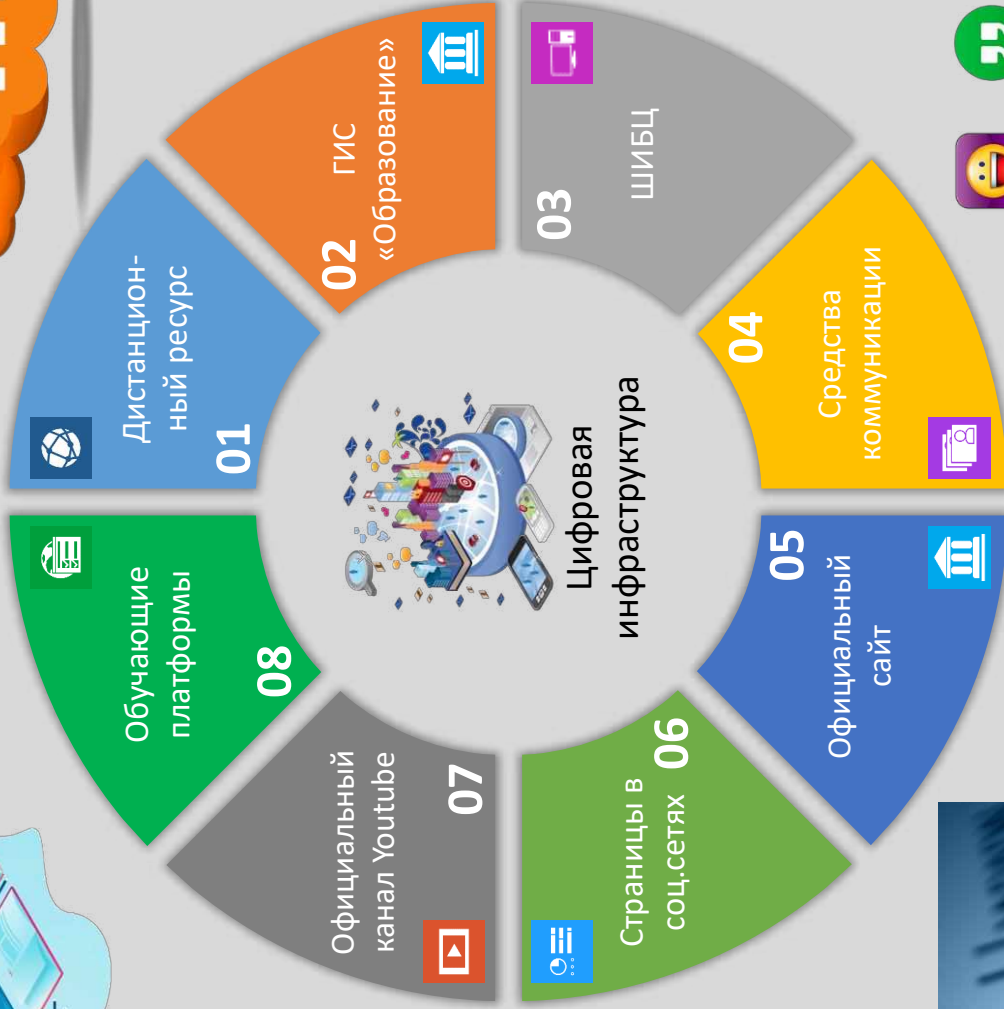 Цифровая
инфраструктура
01
Дистанцион-
ный ресурс
02
ГИС
«Образование»
03
ШИБЦ
04
Средства
коммуникации
05
Официальный
сайт
06
Страницы в
соц.сетях
07
Официальный
канал Youtube
08
Обучающие
платформы